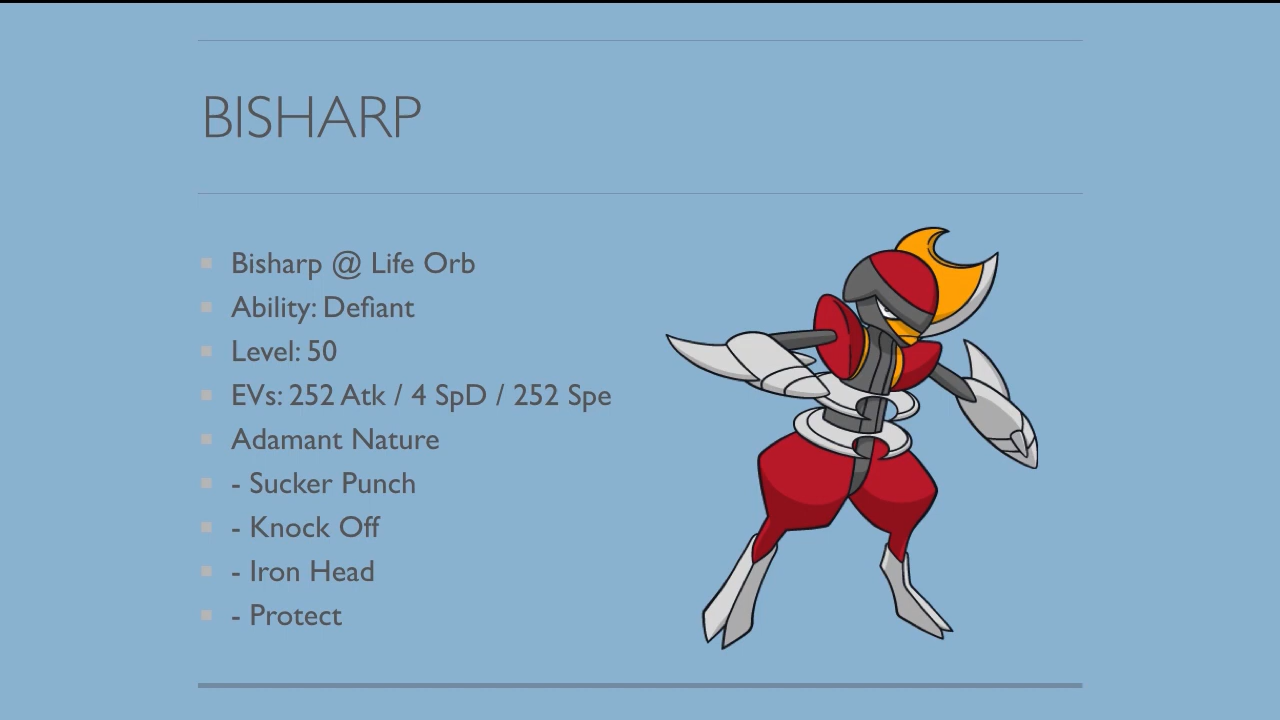 BISHARP
Bisharp @ Life Orb
Ability: Defiant
Level: 50
EVs: 252 Atk / 4 SpD / 252 Spe
Adamant Nature
- Sucker Punch
- Knock Off
- Iron Head
- Protect